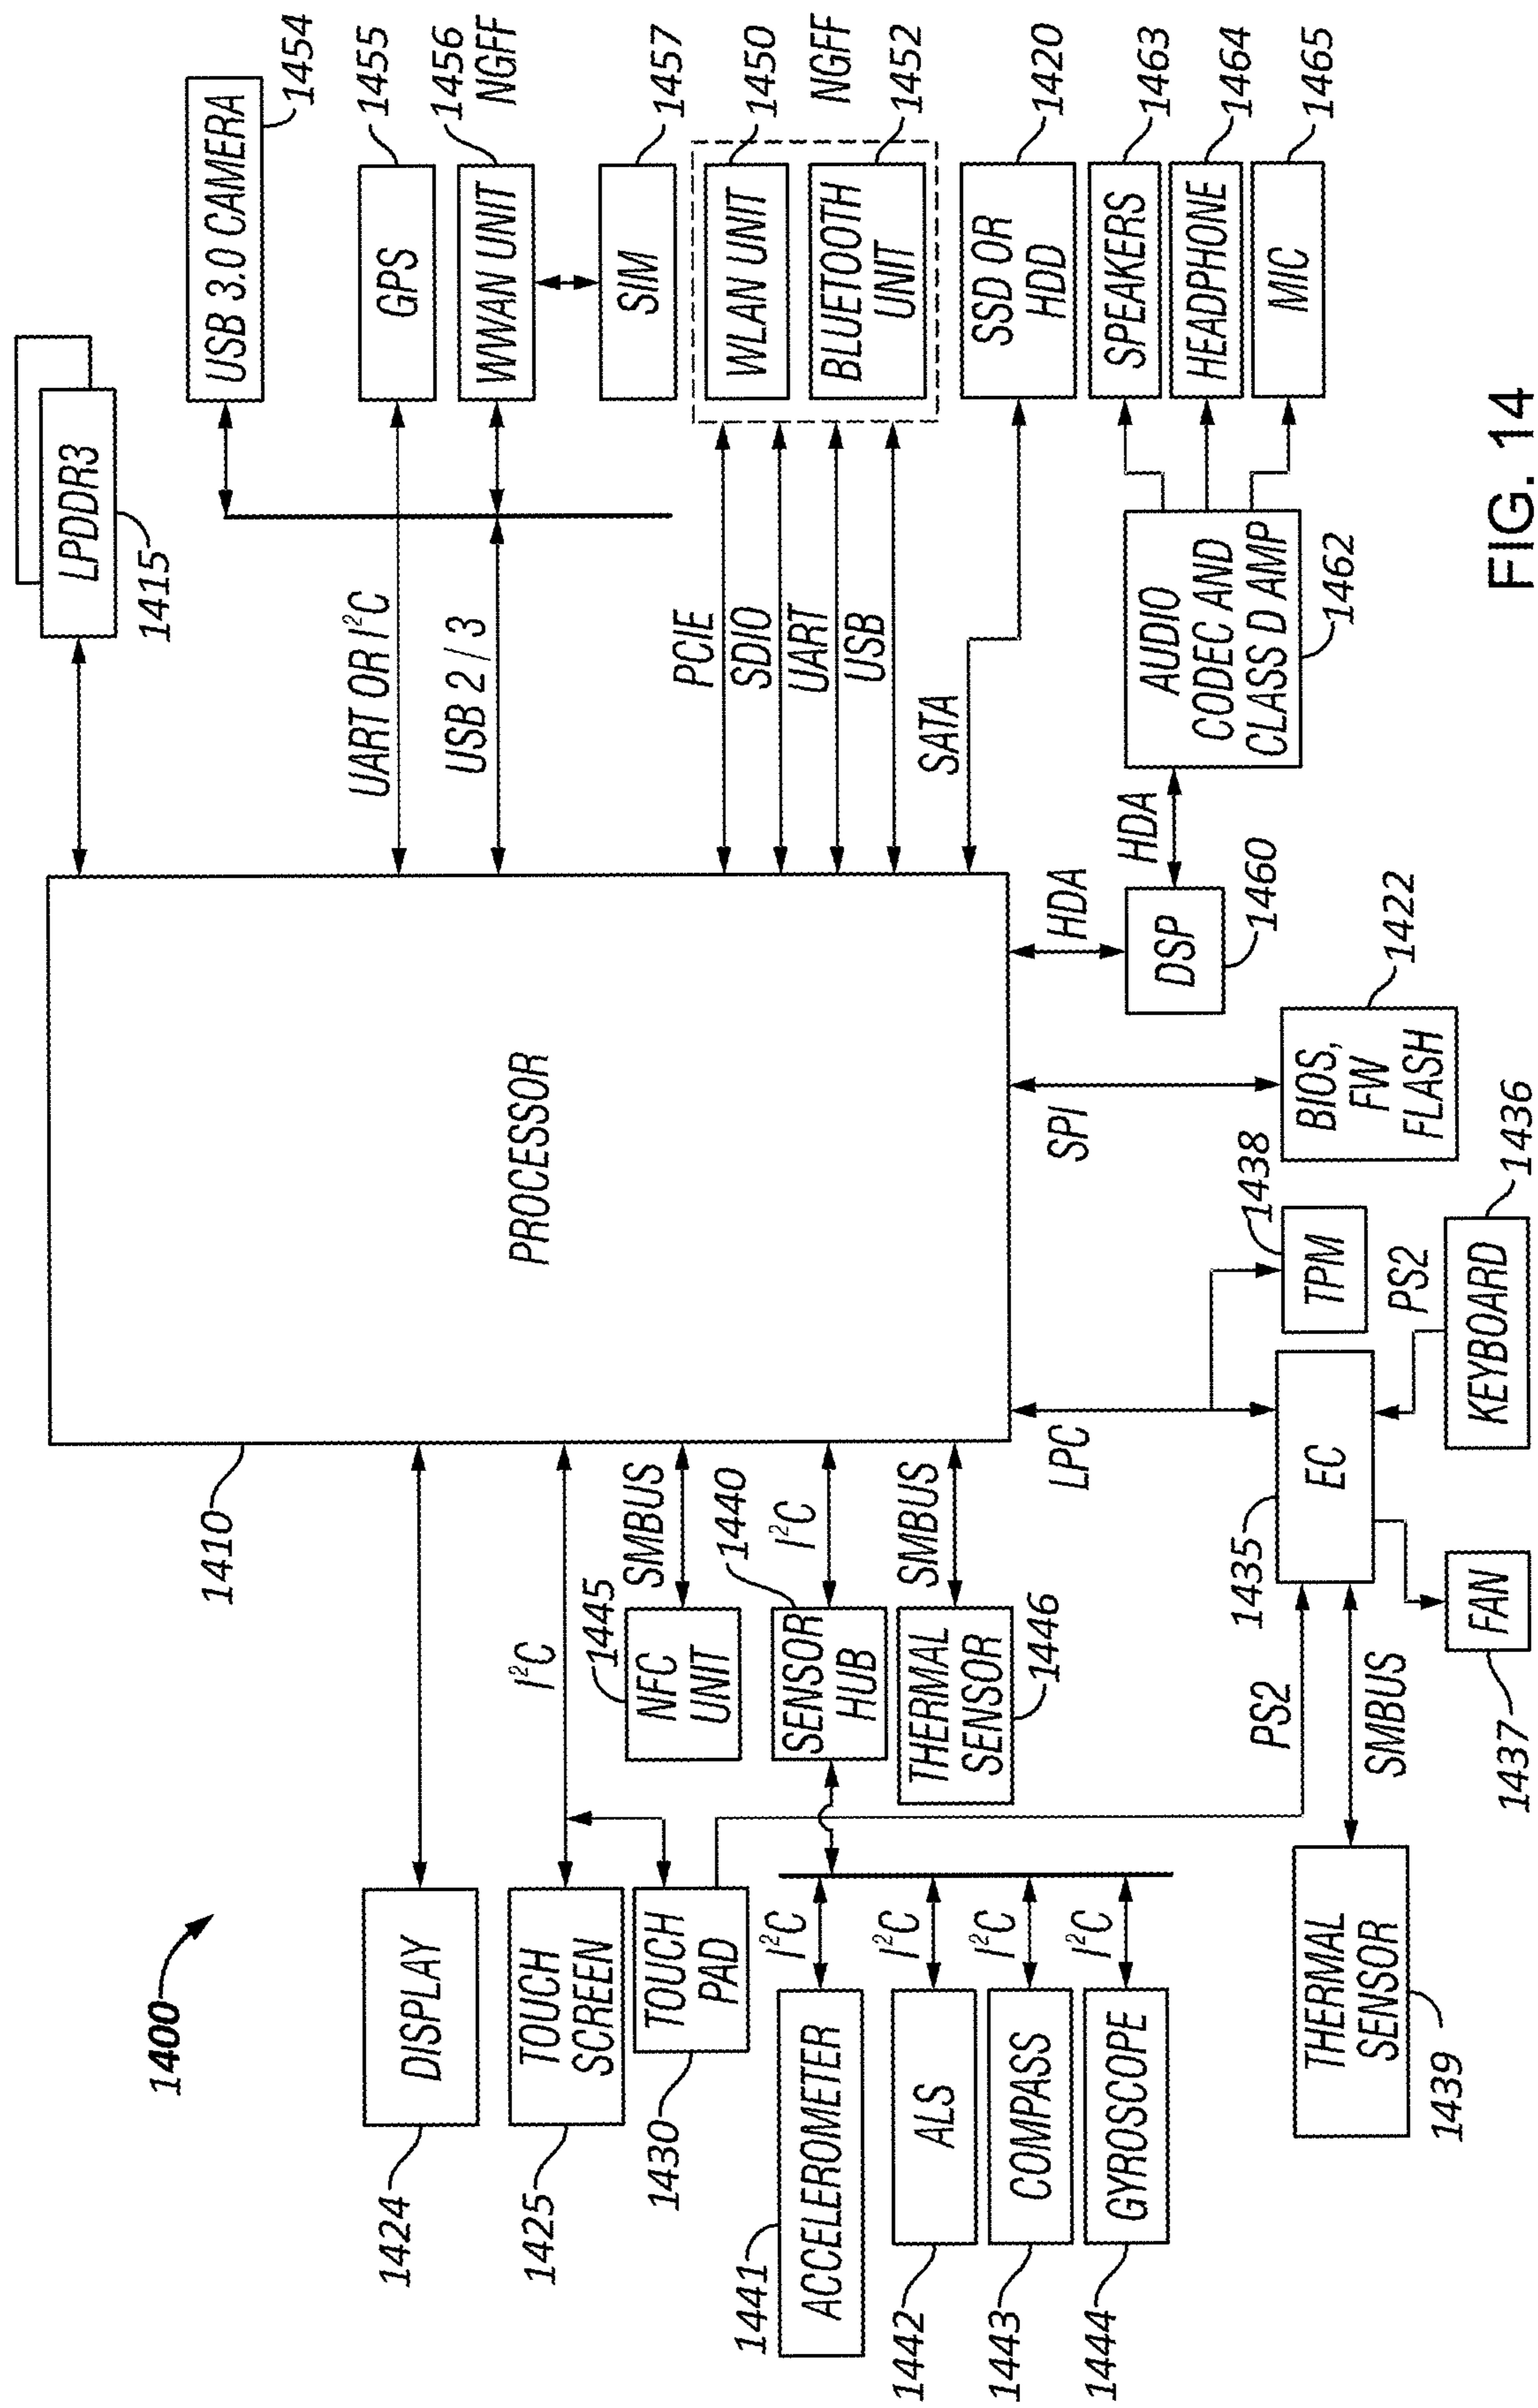 1400
LPDDR3
1415
USB 3.0 CAMERA
1454
1410
PROCESSOR
DISPLAY
1424
UART OR I²C
GPS
1455
USB 2 / 3
WWAN UNIT
1456
NGFF
SIM
1457
I²C
TOUCH
SCREEN
1425
TOUCH
PAD
1430
SMBUS
NFC
UNIT
1445
I²C
SENSOR
HUB
1440
SMBUS
THERMAL
SENSOR
1446
PCIE
SDIO
UART
USB
WLAN UNIT
1450
NGFF
BLUETOOTH
UNIT
1452
SATA
SSD OR
HDD
1420
I²C
ACCELEROMETER
1441
I²C
ALS
1442
I²C
COMPASS
1443
I²C
GYROSCOPE
1444
LPC
SPI
HDA
DSP
1460
HDA
AUDIO
CODEC AND
CLASS D AMP
1462
SPEAKERS
1463
HEADPHONE
1464
MIC
1465
PS2
EC
1435
TPM
1438
BIOS,
FW
FLASH
1422
THERMAL
SENSOR
1439
SMBUS
FAN
1437
PS2
KEYBOARD
1436
FIG. 14